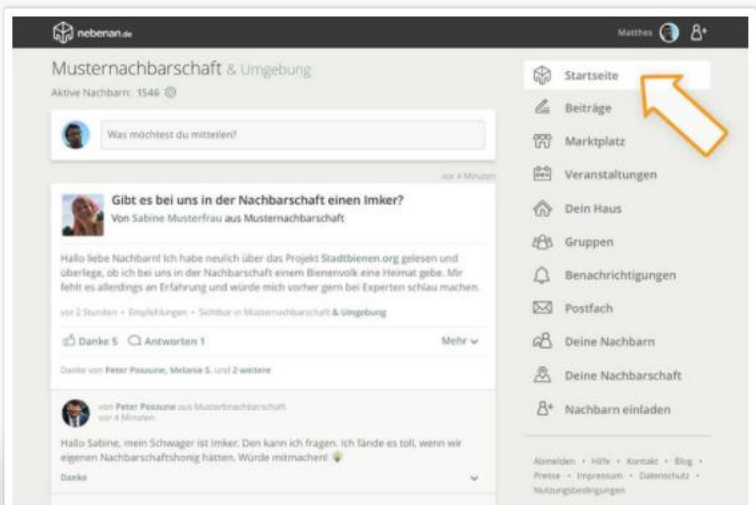 nebenan.de
Matthes
Musternachbarschaft & Umgebung
Aktive Nachbarn: 1546
Was möchtest du mitteilen?
vor 4 Minuten
Gibt es bei uns in der Nachbarschaft einen Imker?
Von Sabine Musterfrau aus Musternachbarschaft
Hallo liebe Nachbarn! Ich habe neulich über das Projekt Stadtbienen.org gelesen und
überlege, ob ich bei uns in der Nachbarschaft einem Bienenvolk eine Heimat gebe. Mir
fehlt es allerdings an Erfahrung und würde mich vorher gern bei Experten schlau machen.
vor 2 Stunden • Empfehlungen • Sichtbar in Musternachbarschaft & Umgebung
Danke 5 Antworten 1 Mehr
Danke von Peter Posaune, Melanie S. und 2 weitere
von Peter Posaune aus Musterbnachbarschaft
vor 4 Minuten
Hallo Sabine, mein Schwager ist Imker. Den kann ich fragen. Ich fände es toll, wenn wir
eigenen Nachbarschaftshonig hätten. Würde mitmachen!
Danke
Startseite
Beiträge
Marktplatz
Veranstaltungen
Dein Haus
Gruppen
Benachrichtigungen
Postfach
Deine Nachbarn
Deine Nachbarschaft
Nachbarn einladen
Abmelden • Hilfe • Kontakt • Blog •
Presse • Impressum • Datenschutz •
Nutzungsbedingungen